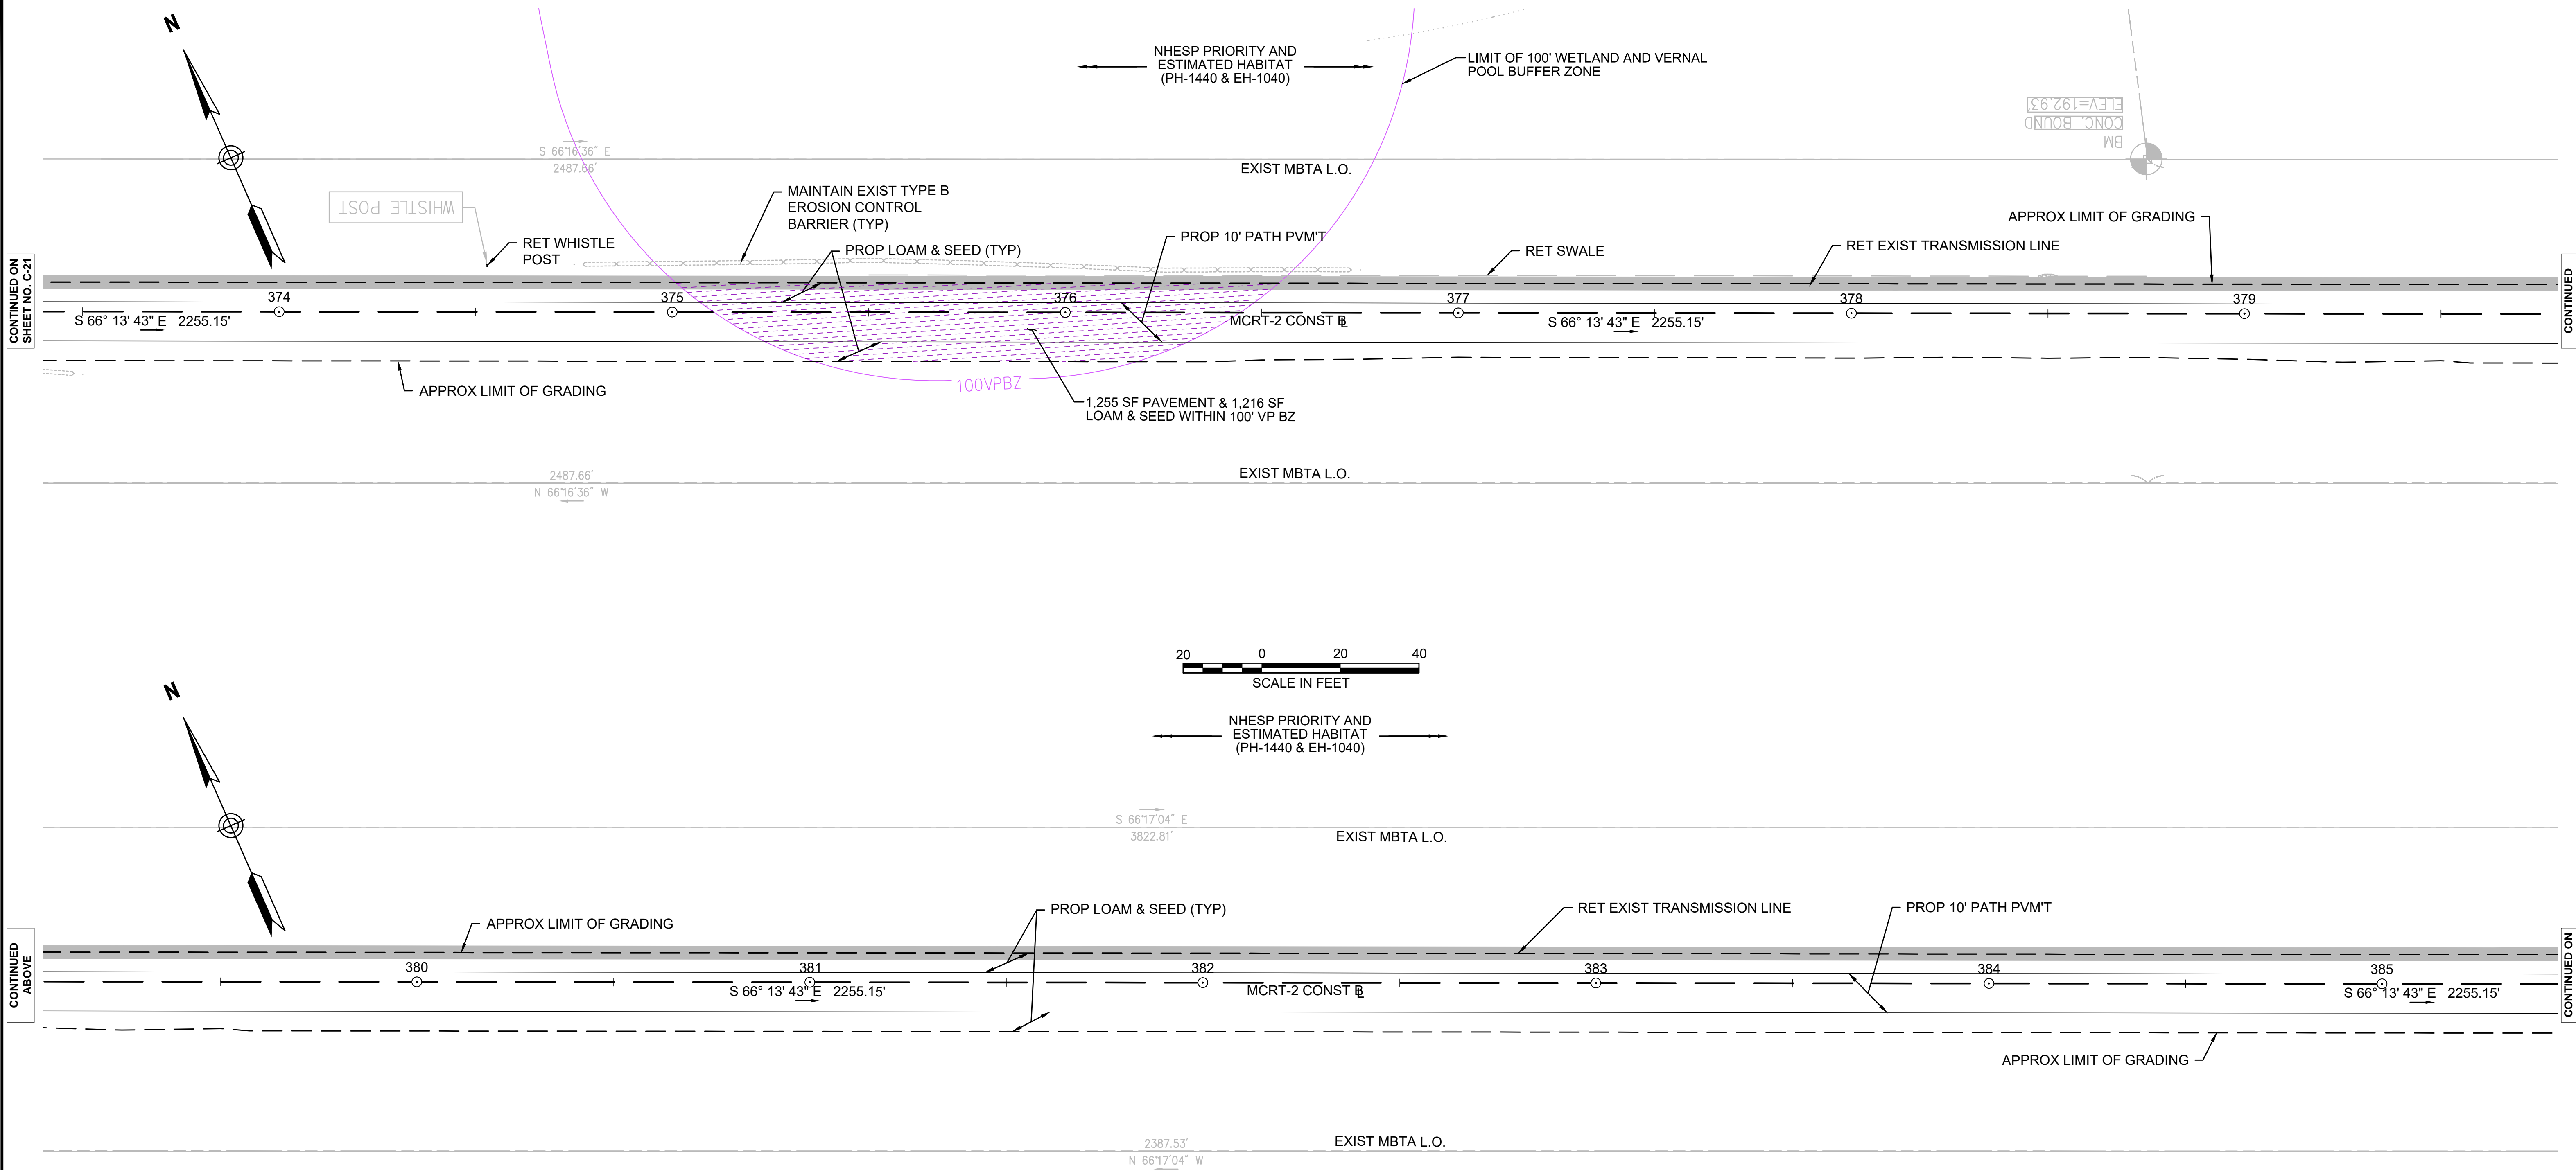 N
NHESP PRIORITY AND
ESTIMATED HABITAT
(PH-1440 & EH-1040)
LIMIT OF 100' WETLAND AND VERNAL
POOL BUFFER ZONE
BM
CONC. BOUND
ELEV=192.93'
S 66°16'36" E
2487.66'
EXIST MBTA L.O.
WHISTLE POST
MAINTAIN EXIST TYPE B
EROSION CONTROL
BARRIER (TYP)
APPROX LIMIT OF GRADING
RET WHISTLE
POST
PROP LOAM & SEED (TYP)
PROP 10' PATH PVM'T
RET SWALE
RET EXIST TRANSMISSION LINE
CONTINUED ON
SHEET NO. C-21
374
375
376
377
378
379
CONTINUED
S 66° 13' 43" E 2255.15'
MCRT-2 CONST BL
S 66° 13' 43" E 2255.15'
APPROX LIMIT OF GRADING
100VPBZ
1,255 SF PAVEMENT & 1,216 SF
LOAM & SEED WITHIN 100' VP BZ
2487.66'
N 66°16'36" W
EXIST MBTA L.O.
20 0 20 40
SCALE IN FEET
N
NHESP PRIORITY AND
ESTIMATED HABITAT
(PH-1440 & EH-1040)
S 66°17'04" E
3822.81'
EXIST MBTA L.O.
APPROX LIMIT OF GRADING
PROP LOAM & SEED (TYP)
RET EXIST TRANSMISSION LINE
PROP 10' PATH PVM'T
CONTINUED
ABOVE
380
381
382
383
384
385
CONTINUED ON
S 66° 13' 43" E 2255.15'
MCRT-2 CONST BL
S 66° 13' 43" E 2255.15'
APPROX LIMIT OF GRADING
2387.53'
N 66°17'04" W
EXIST MBTA L.O.